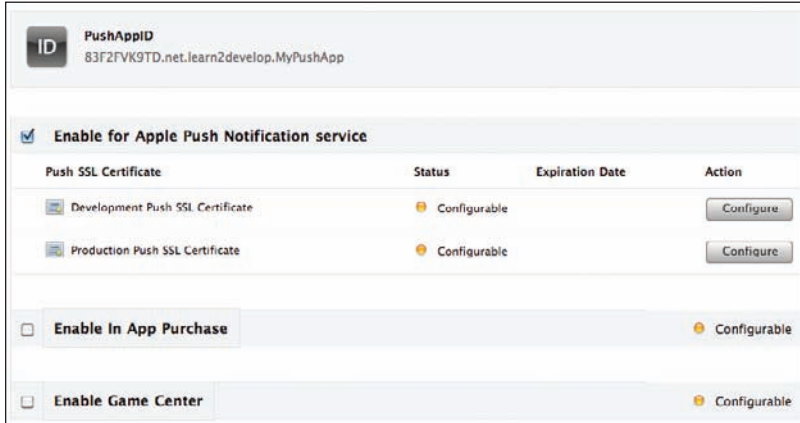 ID
PushAppID
83F2FVK9TD.net.learn2develop.MyPushApp
Enable for Apple Push Notification service
Push SSL Certificate Status Expiration Date Action
Development Push SSL Certificate Configurable Configure
Production Push SSL Certificate Configurable Configure
Enable In App Purchase Configurable
Enable Game Center Configurable